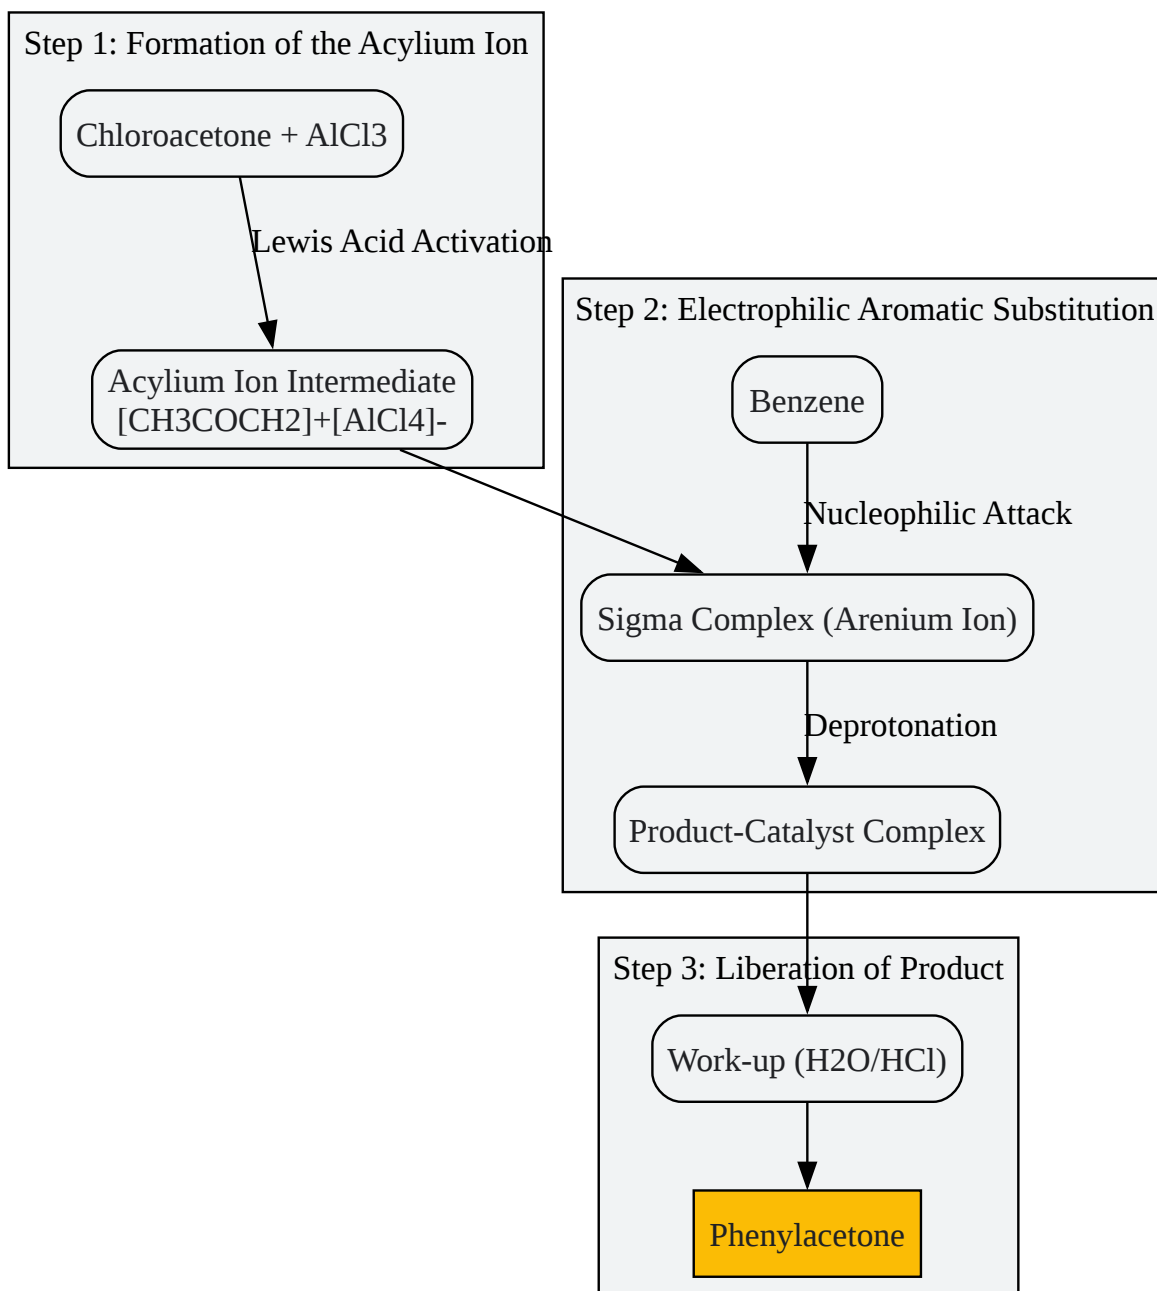 Step 1: Formation of the Acylium Ion
Chloroacetone + AlCl3
Lewis Acid Activation
Acylium Ion Intermediate
[CH3COCH2]+[AlCl4]-
Step 2: Electrophilic Aromatic Substitution
Benzene
Nucleophilic Attack
Sigma Complex (Arenium Ion)
Deprotonation
Product-Catalyst Complex
Step 3: Liberation of Product
Work-up (H2O/HCl)
Phenylacetone